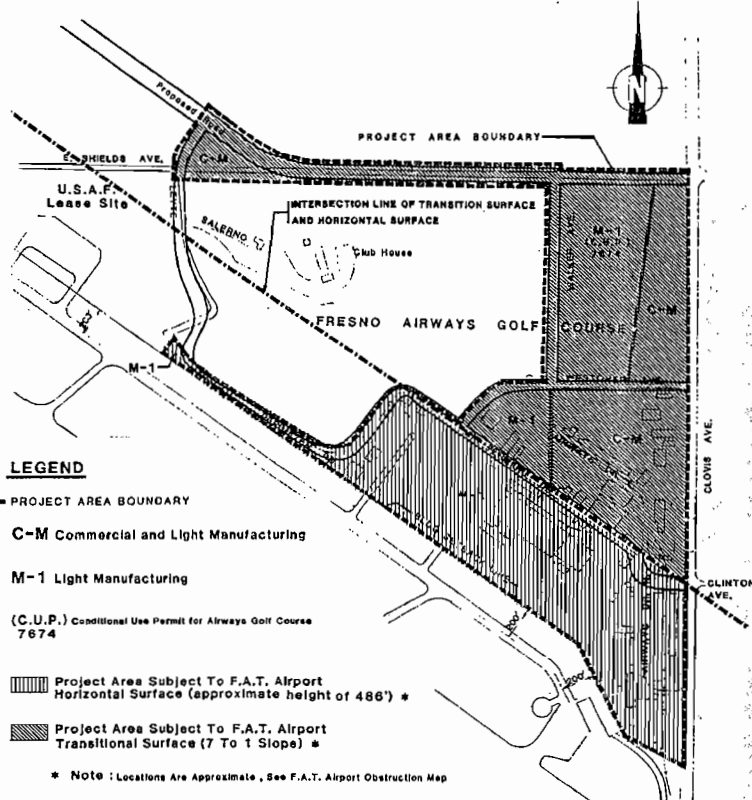 N
Proposed Road
PROJECT AREA BOUNDARY
E. SHIELDS AVE.
C-M
U.S.A.F.
Lease Site
INTERSECTION LINE OF TRANSITION SURFACE
AND HORIZONTAL SURFACE
SALERNO
Club House
WALKER AVE.
M-1
(C.U.P.)
7674
C-M
FRESNO AIRWAYS GOLF COURSE
M-1
M-1
C-M
CLOVIS AVE.
CLINTON
AVE.
200'
200'
LEGEND
PROJECT AREA BOUNDARY
C-M Commercial and Light Manufacturing
M-1 Light Manufacturing
(C.U.P.) Conditional Use Permit for Airways Golf Course
7674
Project Area Subject To F.A.T. Airport
Horizontal Surface (approximate height of 486') *
Project Area Subject To F.A.T. Airport
Transitional Surface (7 To 1 Slope) *
* Note : Locations Are Approximate , See F.A.T. Airport Obstruction Map